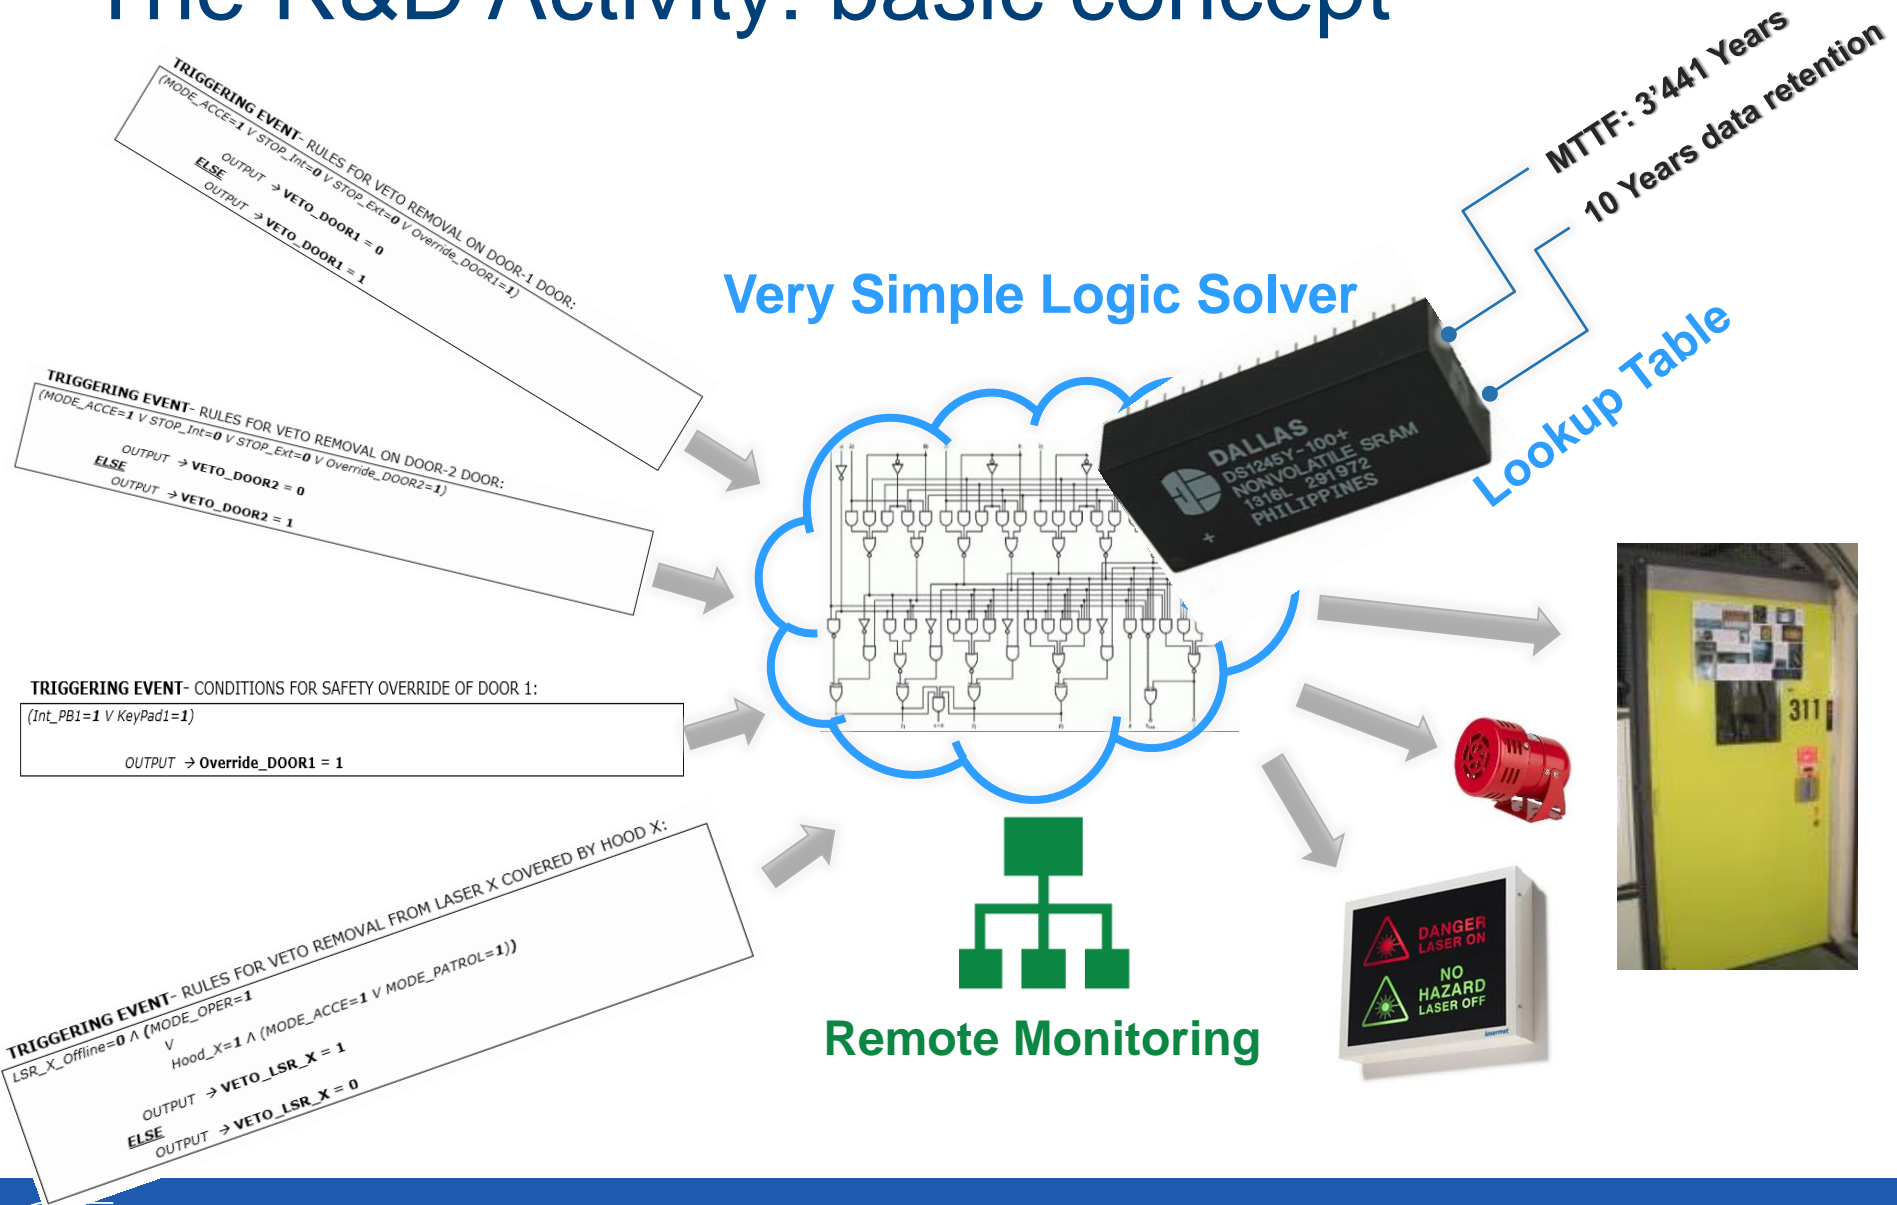 The R&D Activity: basic concept
MTTF: 3'441 Years
10 Years data retention
TRIGGERING EVENT- RULES FOR VETO REMOVAL ON DOOR-1 DOOR:
(MODE_ACCE=1 V STOP_Int=0 V STOP_Ext=0 V Override_DOOR1=1)
OUTPUT → VETO_DOOR1 = 0
ELSE
OUTPUT → VETO_DOOR1 = 1
Very Simple Logic Solver
Lookup Table
DALLAS
DS1245Y-100+
NONVOLATILE SRAM
1316L 291972
PHILIPPINES
+
TRIGGERING EVENT- RULES FOR VETO REMOVAL ON DOOR-2 DOOR:
(MODE_ACCE=1 V STOP_Int=0 V STOP_Ext=0 V Override_DOOR2=1)
OUTPUT → VETO_DOOR2 = 0
ELSE
OUTPUT → VETO_DOOR2 = 1
TRIGGERING EVENT- CONDITIONS FOR SAFETY OVERRIDE OF DOOR 1:
(Int_PB1=1 V KeyPad1=1)
OUTPUT → Override_DOOR1 = 1
311
TRIGGERING EVENT- RULES FOR VETO REMOVAL FROM LASER X COVERED BY HOOD X:
LSR_X_Offline=0 Λ (MODE_OPER=1
V
Hood_X=1 Λ (MODE_ACCE=1 V MODE_PATROL=1))
OUTPUT → VETO_LSR_X = 1
ELSE
OUTPUT → VETO_LSR_X = 0
Remote Monitoring
DANGER
LASER ON
NO
HAZARD
LASER OFF
lasermet